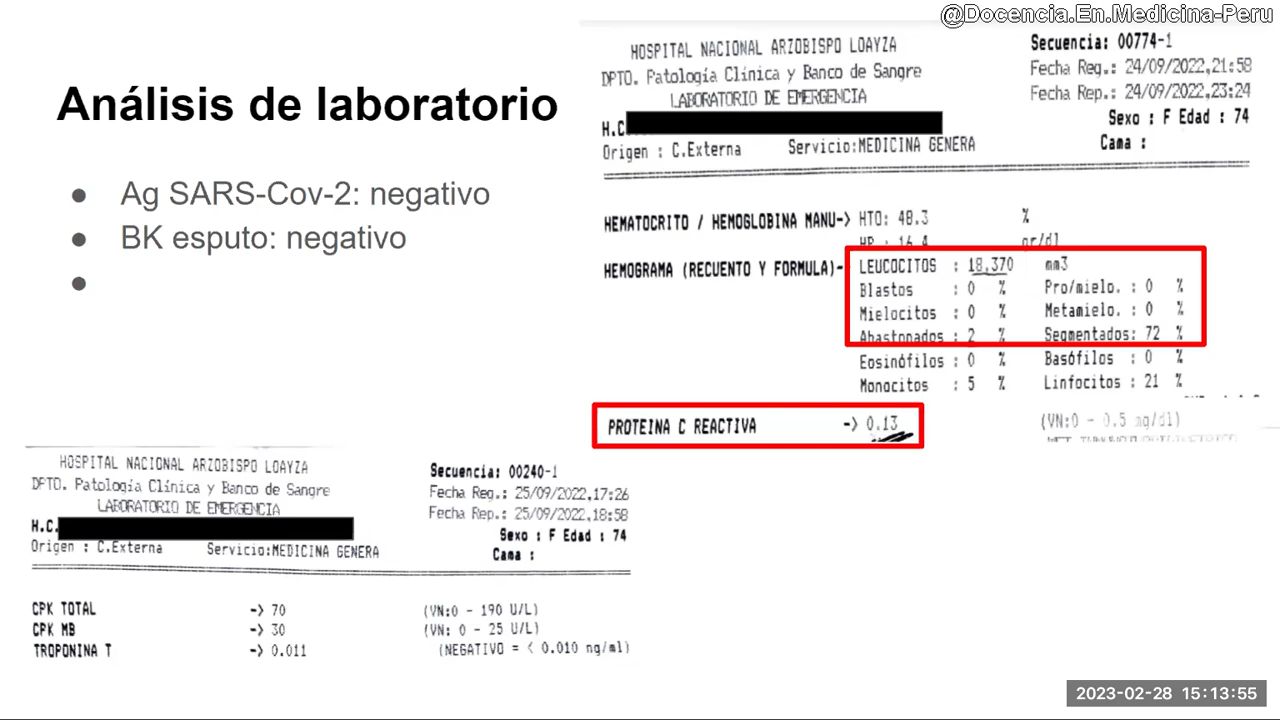 @Docencia.En.Medicina-Peru
Análisis de laboratorio
● Ag SARS-Cov-2: negativo
● BK esputo: negativo
●
HOSPITAL NACIONAL ARZOBISPO LOAYZA
DPTO. Patología Clínica y Banco de Sangre
LABORATORIO DE EMERGENCIA
Secuencia: 00774-1
Fecha Reg.: 24/09/2022,21:58
Fecha Rep.: 24/09/2022,23:24
Sexo : F Edad : 74
H.C.
Cama :
Origen : C.Externa Servicio:MEDICINA GENERA
HEMATOCRITO / HEMOGLOBINA MANU-> HTO: 48.3 %
HB : 16.4 gr/dl
HEMOGRAMA (RECUENTO Y FORMULA)- LEUCOCITOS : 18,370 mm3
Blastos : 0 % Pro/mielo. : 0 %
Mielocitos : 0 % Metamielo. : 0 %
Abastonados : 2 % Segmentados: 72 %
Eosinófilos : 0 % Basófilos : 0 %
Monocitos : 5 % Linfocitos : 21 %
PROTEINA C REACTIVA -> 0.13 (VN:0 - 0.5 mg/dl)
HOSPITAL NACIONAL ARZOBISPO LOAYZA
DPTO. Patología Clínica y Banco de Sangre
LABORATORIO DE EMERGENCIA
Secuencia: 00240-1
Fecha Reg.: 25/09/2022,17:26
Fecha Rep.: 25/09/2022,18:58
H.C.
Sexo : F Edad : 74
Origen : C.Externa Servicio:MEDICINA GENERA
Cama :
CPK TOTAL -> 70 (VN:0 - 190 U/L)
CPK MB -> 30 (VN: 0 - 25 U/L)
TROPONINA T -> 0.011 (NEGATIVO = < 0.010 ng/ml)
2023-02-28 15:13:55